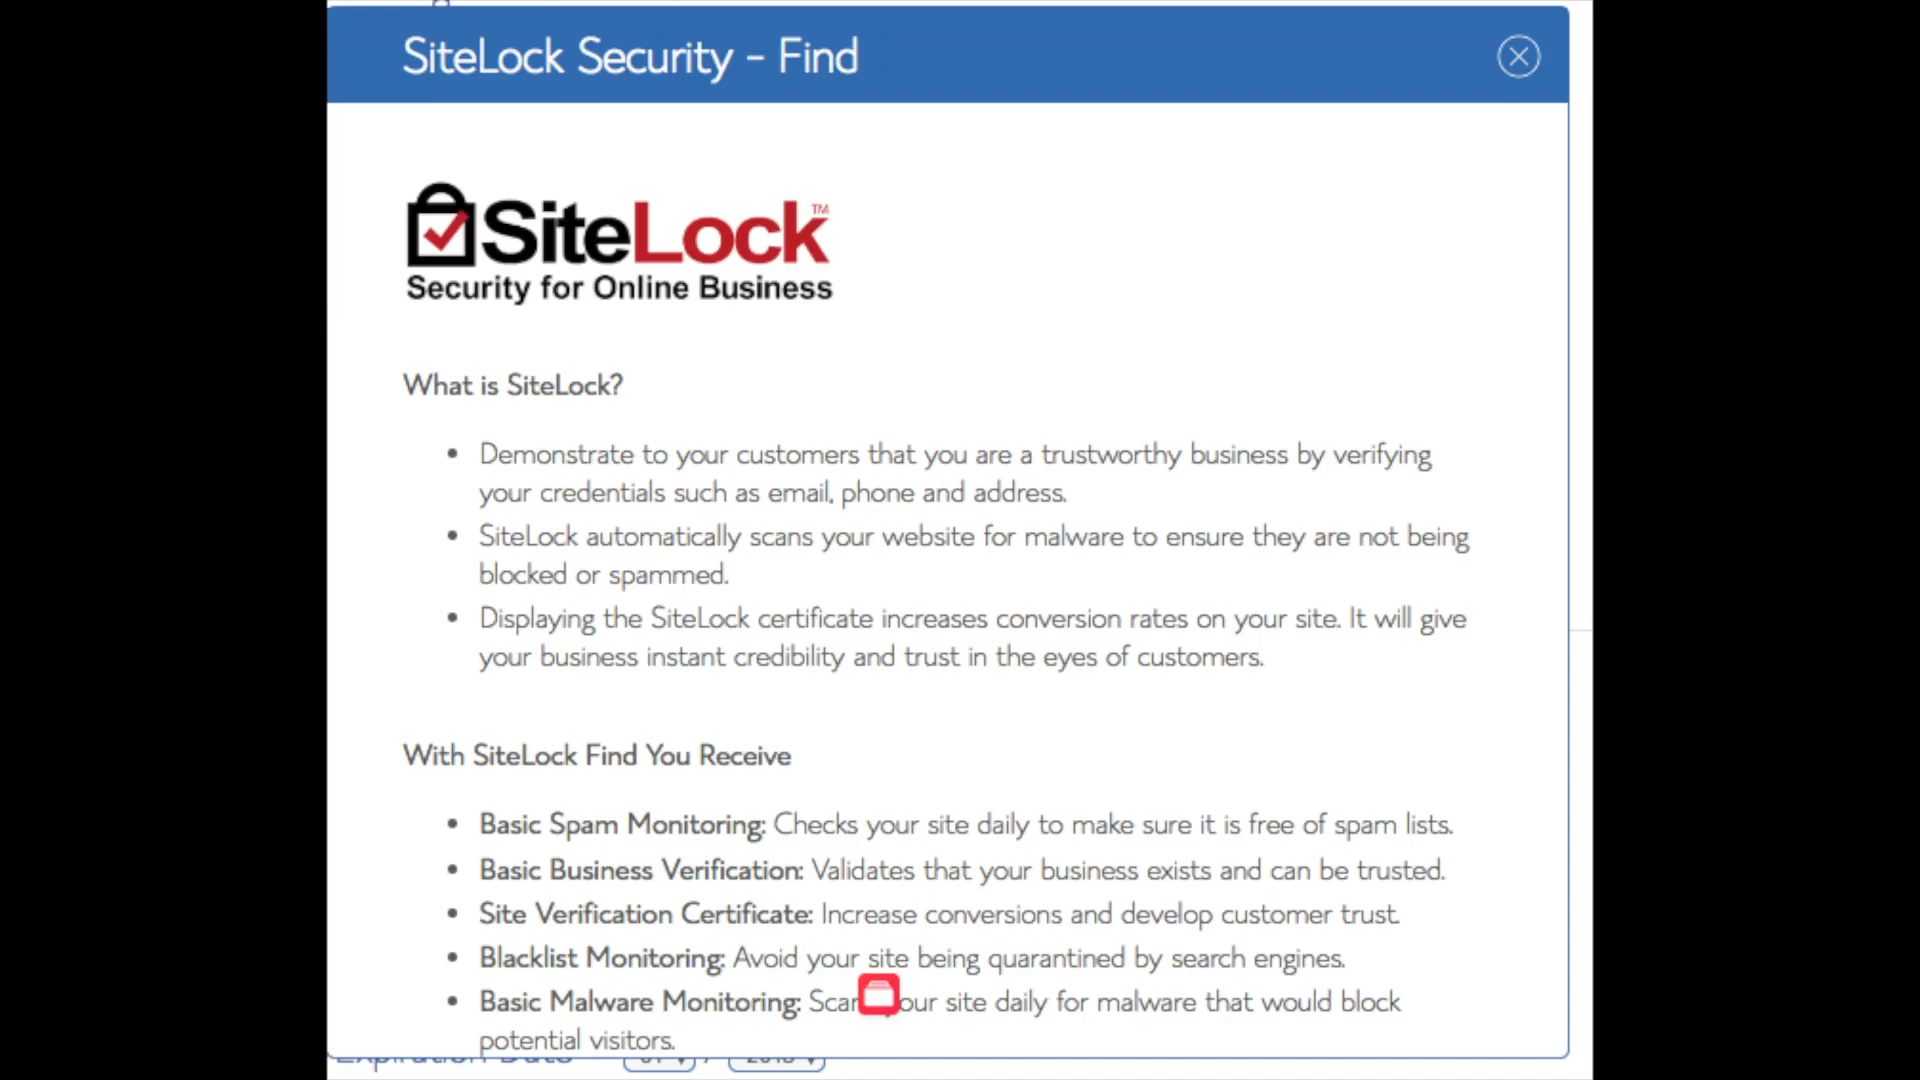 SiteLock Security - Find
SiteLock™
Security for Online Business
What is SiteLock?
• Demonstrate to your customers that you are a trustworthy business by verifying
your credentials such as email, phone and address.
• SiteLock automatically scans your website for malware to ensure they are not being
blocked or spammed.
• Displaying the SiteLock certificate increases conversion rates on your site. It will give
your business instant credibility and trust in the eyes of customers.
With SiteLock Find You Receive
• Basic Spam Monitoring: Checks your site daily to make sure it is free of spam lists.
• Basic Business Verification: Validates that your business exists and can be trusted.
• Site Verification Certificate: Increase conversions and develop customer trust.
• Blacklist Monitoring: Avoid your site being quarantined by search engines.
• Basic Malware Monitoring: site daily for malware that would block
potential visitors.
Expiration Date